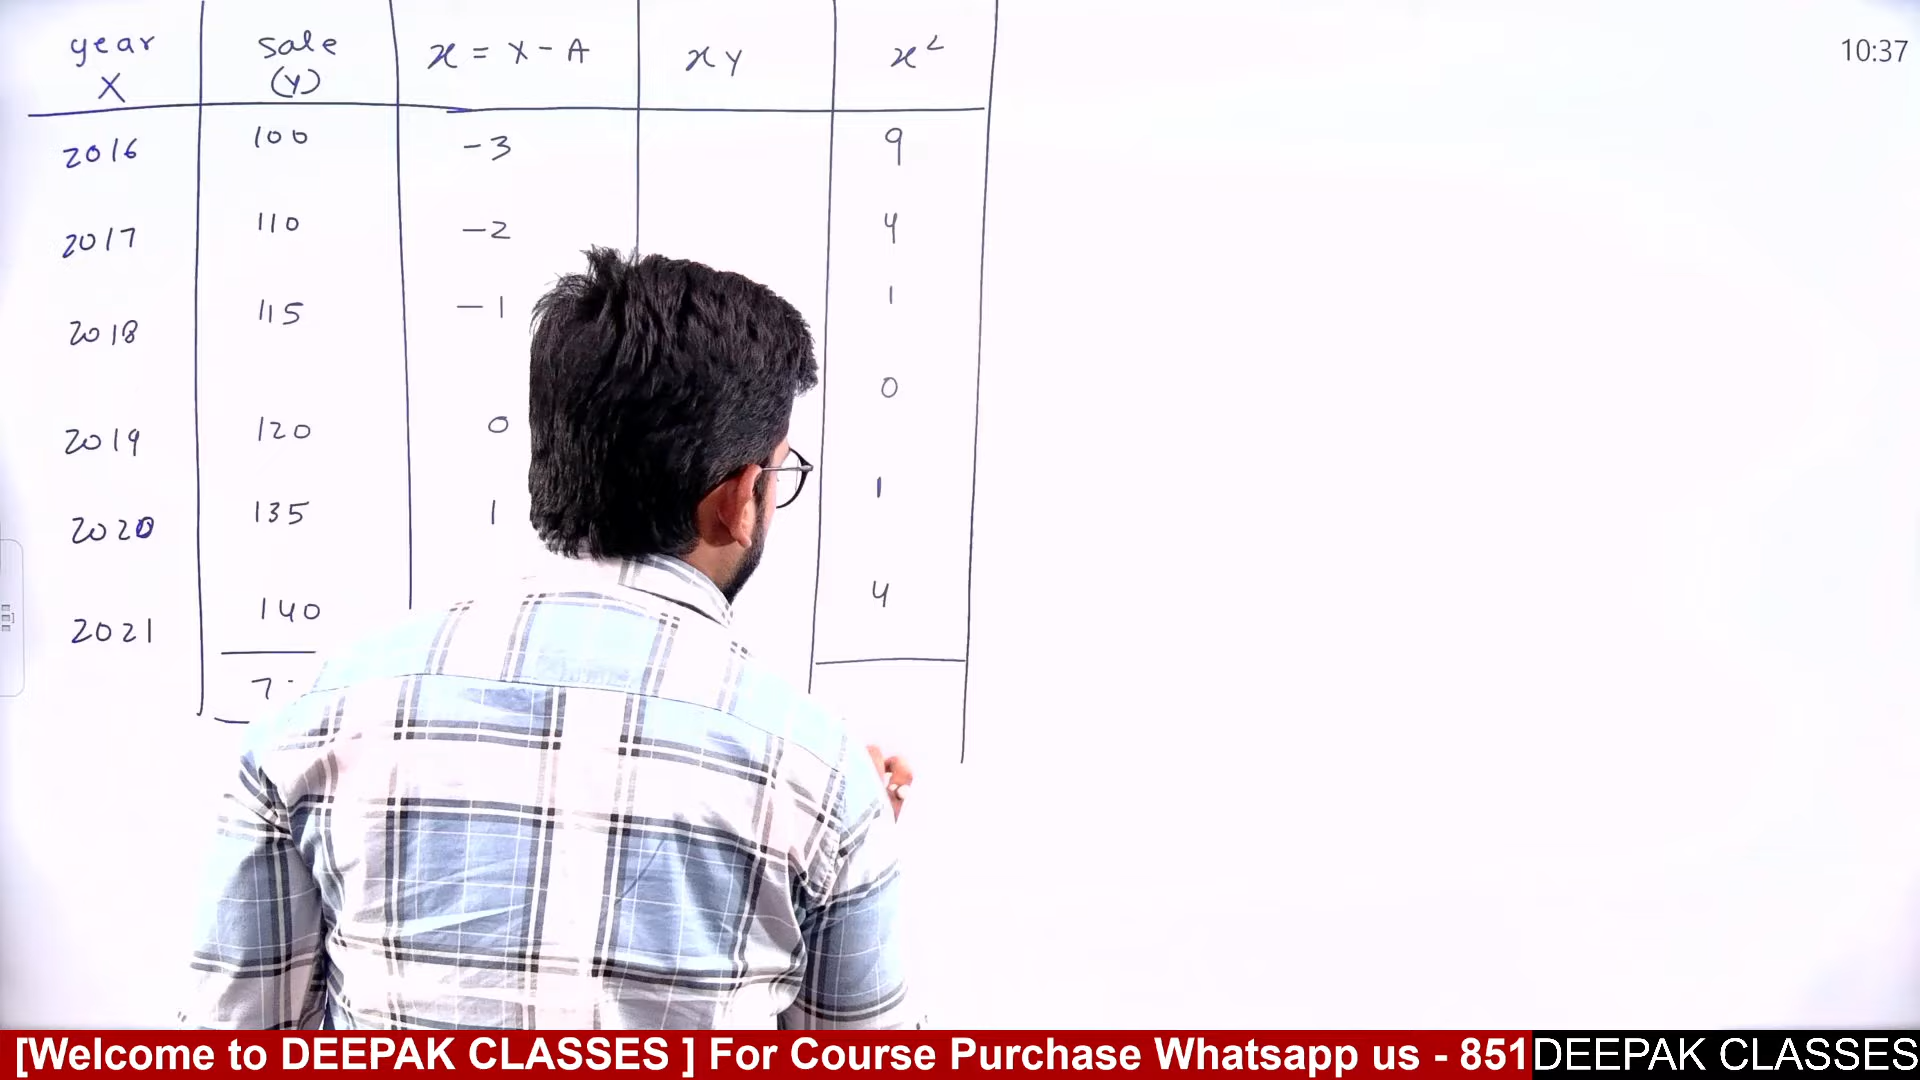 year X sale (Y) x = X - A xy x²
10:37
2016 100 -3 9
2017 110 -2 4
2018 115 -1 1
0
2019 120 0
2020 135 1 1
2021 140 4
7
[Welcome to DEEPAK CLASSES ] For Course Purchase Whatsapp us - 851
DEEPAK CLASSES